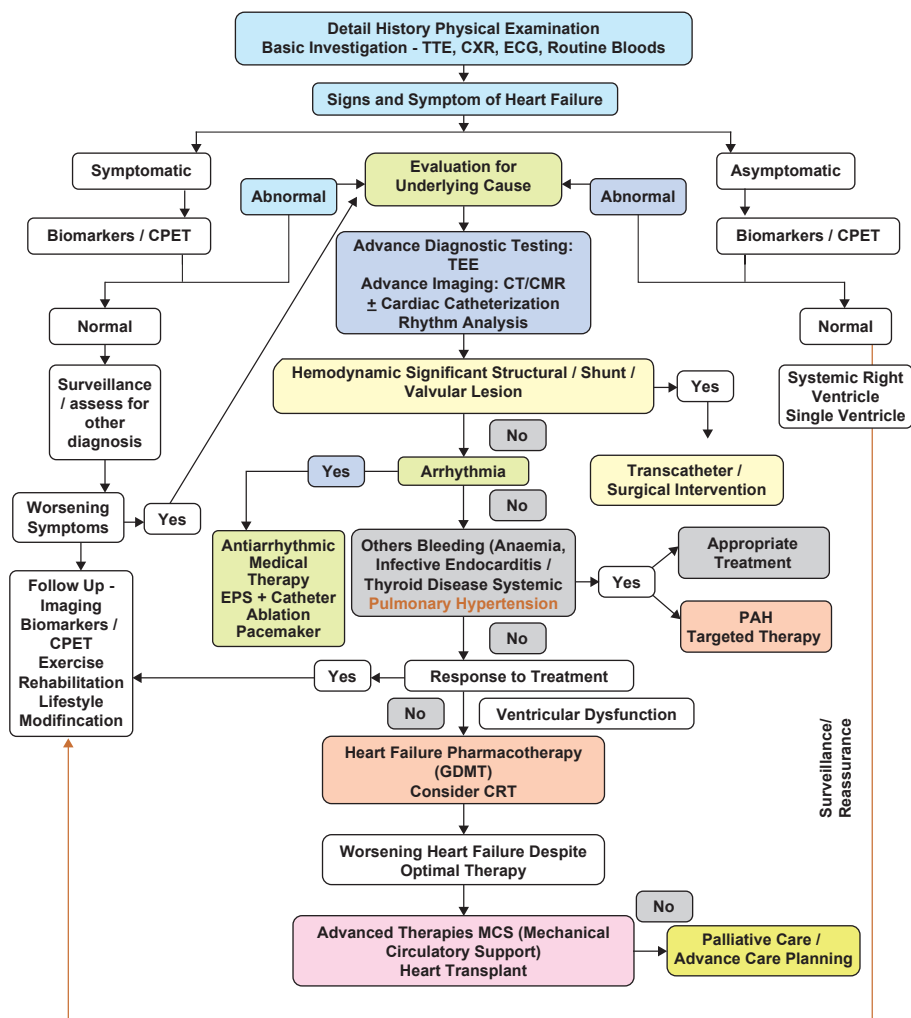 Detail History Physical Examination
Basic Investigation - TTE, CXR, ECG, Routine Bloods
Signs and Symptom of Heart Failure
Symptomatic
Evaluation for
Underlying Cause
Asymptomatic
Abnormal
Abnormal
Biomarkers / CPET
Biomarkers / CPET
Advance Diagnostic Testing:
TEE
Advance Imaging: CT/CMR
± Cardiac Catheterization
Rhythm Analysis
Normal
Normal
Surveillance
/ assess for
other
diagnosis
Hemodynamic Significant Structural / Shunt /
Valvular Lesion
Yes
Systemic Right
Ventricle
Single Ventricle
No
Yes
Arrhythmia
Transcatheter /
Surgical Intervention
Worsening
Symptoms
Yes
No
Antiarrhythmic
Medical
Therapy
EPS + Catheter
Ablation
Pacemaker
Others Bleeding (Anaemia,
Infective Endocarditis /
Thyroid Disease Systemic
Pulmonary Hypertension
Yes
Appropriate
Treatment
PAH
Targeted Therapy
Follow Up -
Imaging
Biomarkers /
CPET
Exercise
Rehabilitation
Lifestyle
Modifincation
No
Yes
Response to Treatment
No
Ventricular Dysfunction
Heart Failure Pharmacotherapy
(GDMT)
Consider CRT
Surveillance/
Reassurance
Worsening Heart Failure Despite
Optimal Therapy
No
Advanced Therapies MCS (Mechanical
Circulatory Support)
Heart Transplant
Palliative Care /
Advance Care Planning